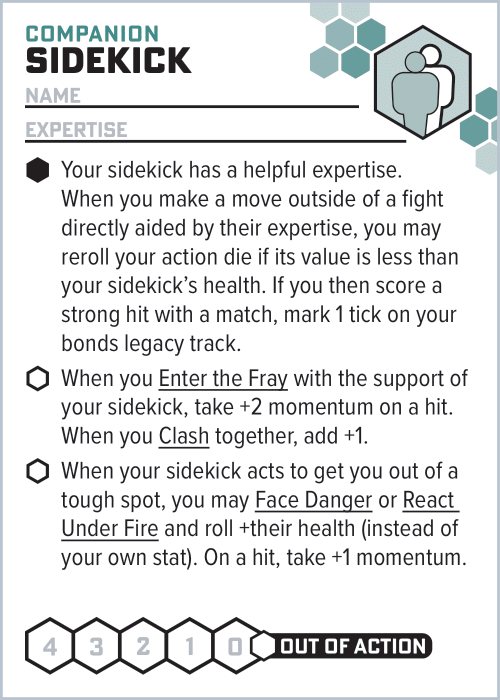 COMPANION
SIDEKICK
NAME
EXPERTISE
Your sidekick has a helpful expertise.
When you make a move outside of a fight
directly aided by their expertise, you may
reroll your action die if its value is less than
your sidekick’s health. If you then score a
strong hit with a match, mark 1 tick on your
bonds legacy track.
When you Enter the Fray with the support of
your sidekick, take +2 momentum on a hit.
When you Clash together, add +1.
When your sidekick acts to get you out of a
tough spot, you may Face Danger or React
Under Fire and roll +their health (instead of
your own stat). On a hit, take +1 momentum.
4 3 2 1 0 OUT OF ACTION